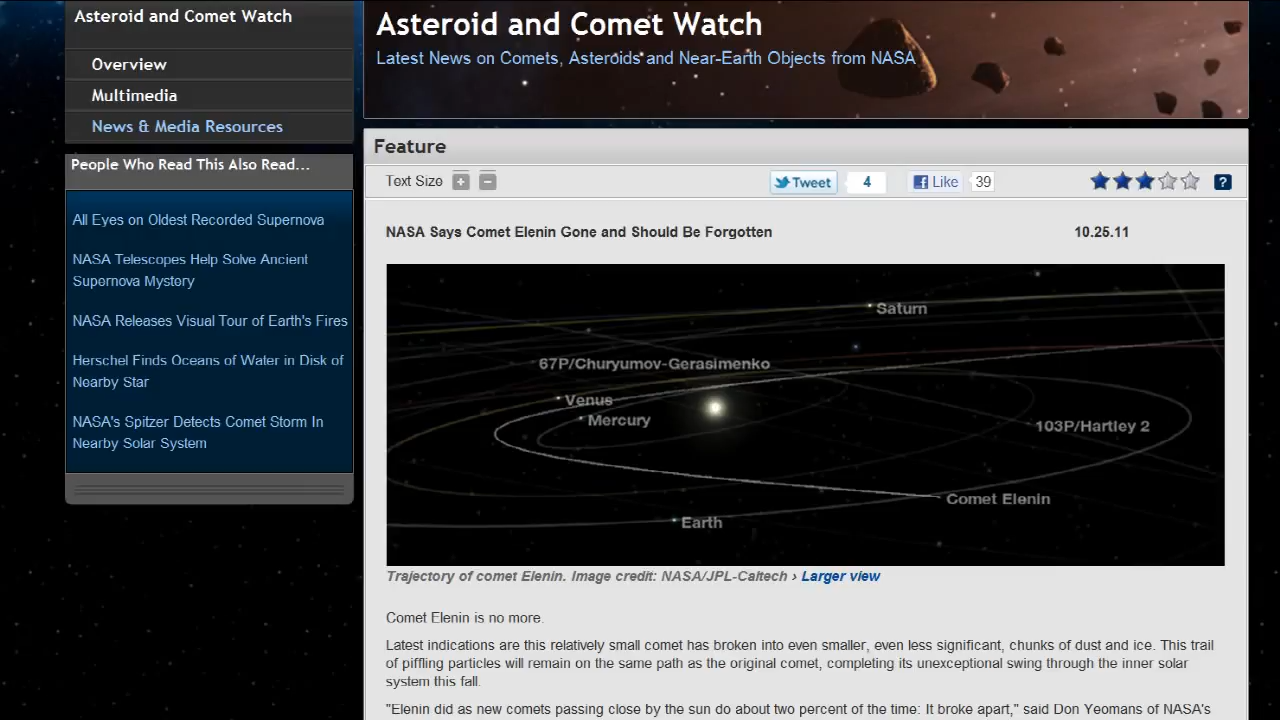 Asteroid and Comet Watch
Overview
Multimedia
News & Media Resources
People Who Read This Also Read...
All Eyes on Oldest Recorded Supernova
NASA Telescopes Help Solve Ancient
Supernova Mystery
NASA Releases Visual Tour of Earth's Fires
Herschel Finds Oceans of Water in Disk of
Nearby Star
NASA's Spitzer Detects Comet Storm In
Nearby Solar System
Asteroid and Comet Watch
Latest News on Comets, Asteroids and Near-Earth Objects from NASA
Feature
Text Size + - Tweet 4 Like 39 ?
NASA Says Comet Elenin Gone and Should Be Forgotten 10.25.11
Saturn
67P/Churyumov-Gerasimenko
Venus
Mercury
103P/Hartley 2
Comet Elenin
Earth
Trajectory of comet Elenin. Image credit: NASA/JPL-Caltech › Larger view
Comet Elenin is no more.
Latest indications are this relatively small comet has broken into even smaller, even less significant, chunks of dust and ice. This trail
of piffling particles will remain on the same path as the original comet, completing its unexceptional swing through the inner solar
system this fall.
"Elenin did as new comets passing close by the sun do about two percent of the time: It broke apart," said Don Yeomans of NASA's